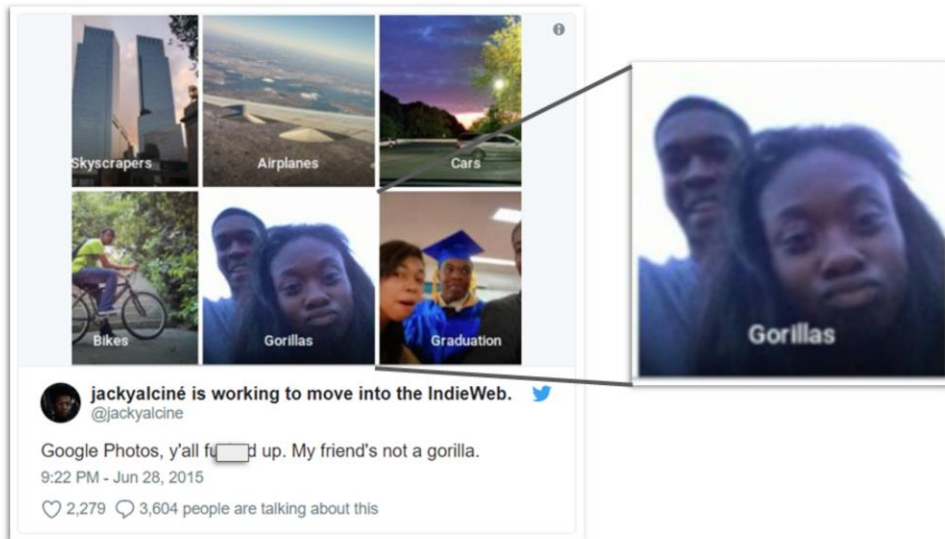 Skyscrapers
Airplanes
Cars
Bikes
Gorillas
Graduation
Gorillas
jackyalciné is working to move into the IndieWeb.
@jackyalcine
Google Photos, y'all fu d up. My friend's not a gorilla.
9:22 PM - Jun 28, 2015
2,279 3,604 people are talking about this